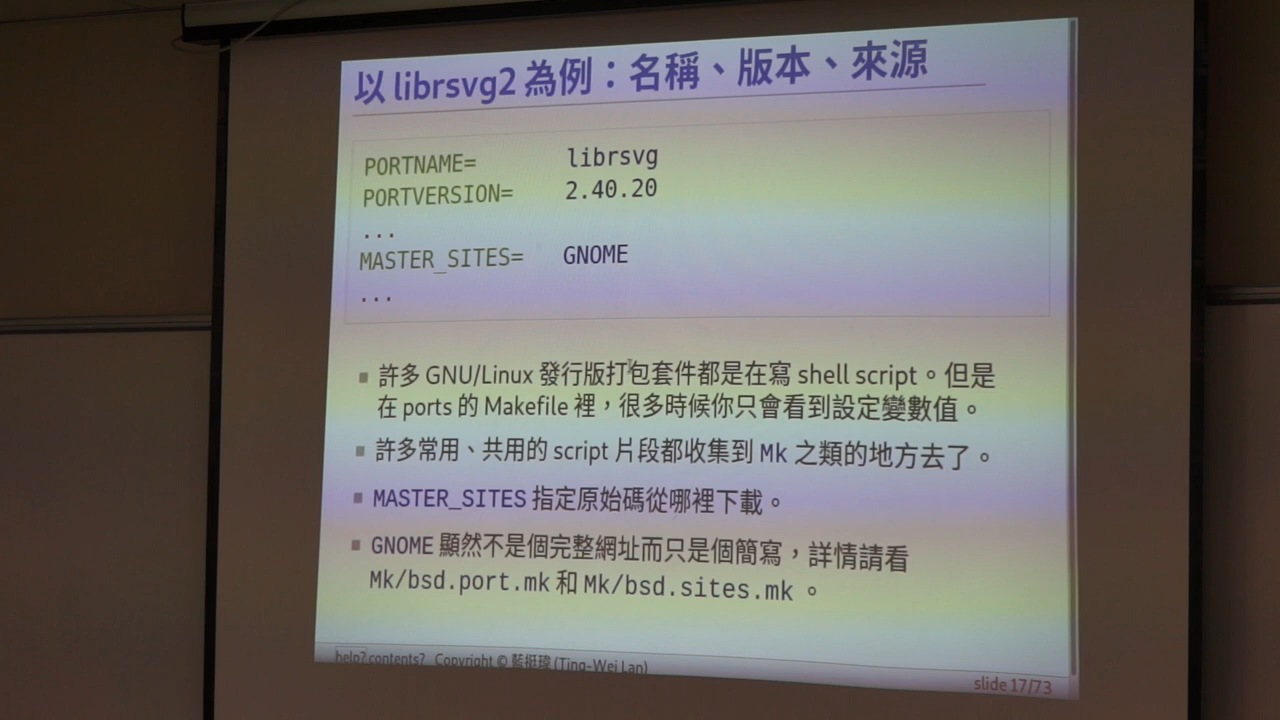 以 librsvg2 為例：名稱、版本、來源
PORTNAME= librsvg
PORTVERSION= 2.40.20
...
MASTER_SITES= GNOME
...
許多 GNU/Linux 發行版打包套件都是在寫 shell script。但是
在 ports 的 Makefile 裡，很多時候你只會看到設定變數值。
許多常用、共用的 script 片段都收集到 Mk 之類的地方去了。
MASTER_SITES 指定原始碼從哪裡下載。
GNOME 顯然不是個完整網址而只是個簡寫，詳情請看
Mk/bsd.port.mk 和 Mk/bsd.sites.mk 。
help? contents? Copyright © 藍挺瑋 (Ting-Wei Lan)
slide 17/73